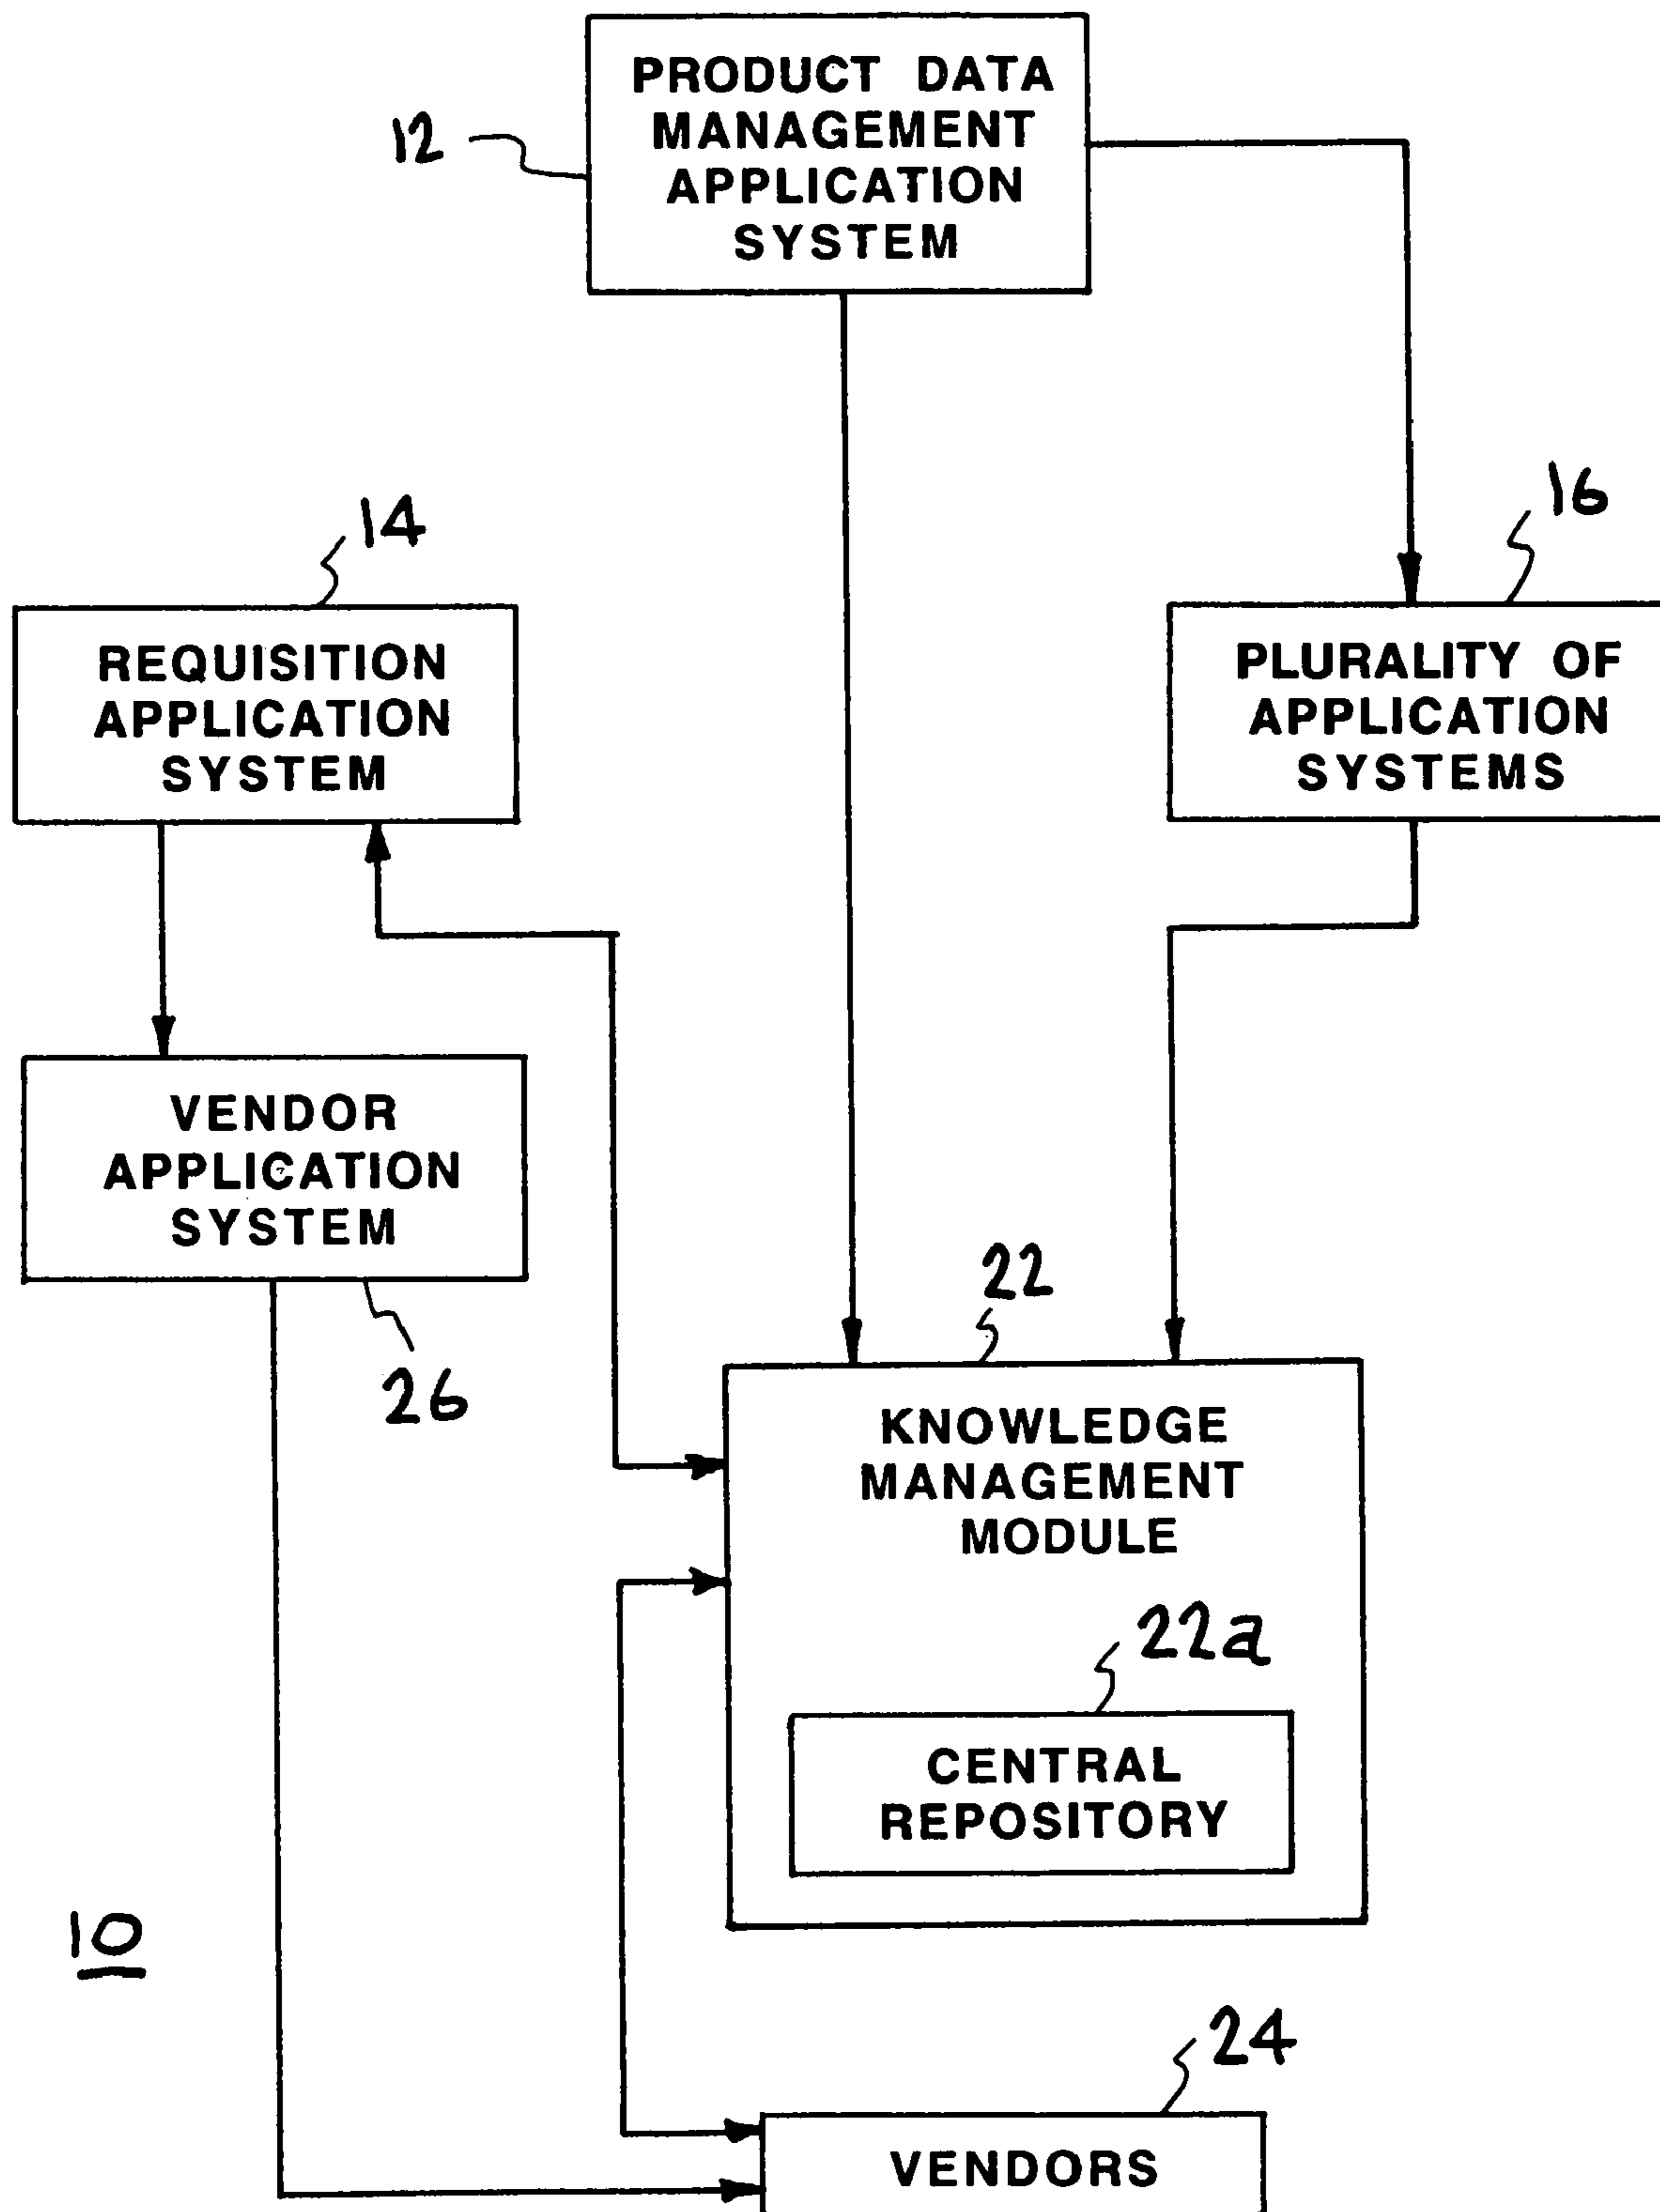 PRODUCT DATA
MANAGEMENT
APPLICATION
SYSTEM
12
14
REQUISITION
APPLICATION
SYSTEM
16
PLURALITY OF
APPLICATION
SYSTEMS
VENDOR
APPLICATION
SYSTEM
26
22
KNOWLEDGE
MANAGEMENT
MODULE
22a
CENTRAL
REPOSITORY
10
24
VENDORS